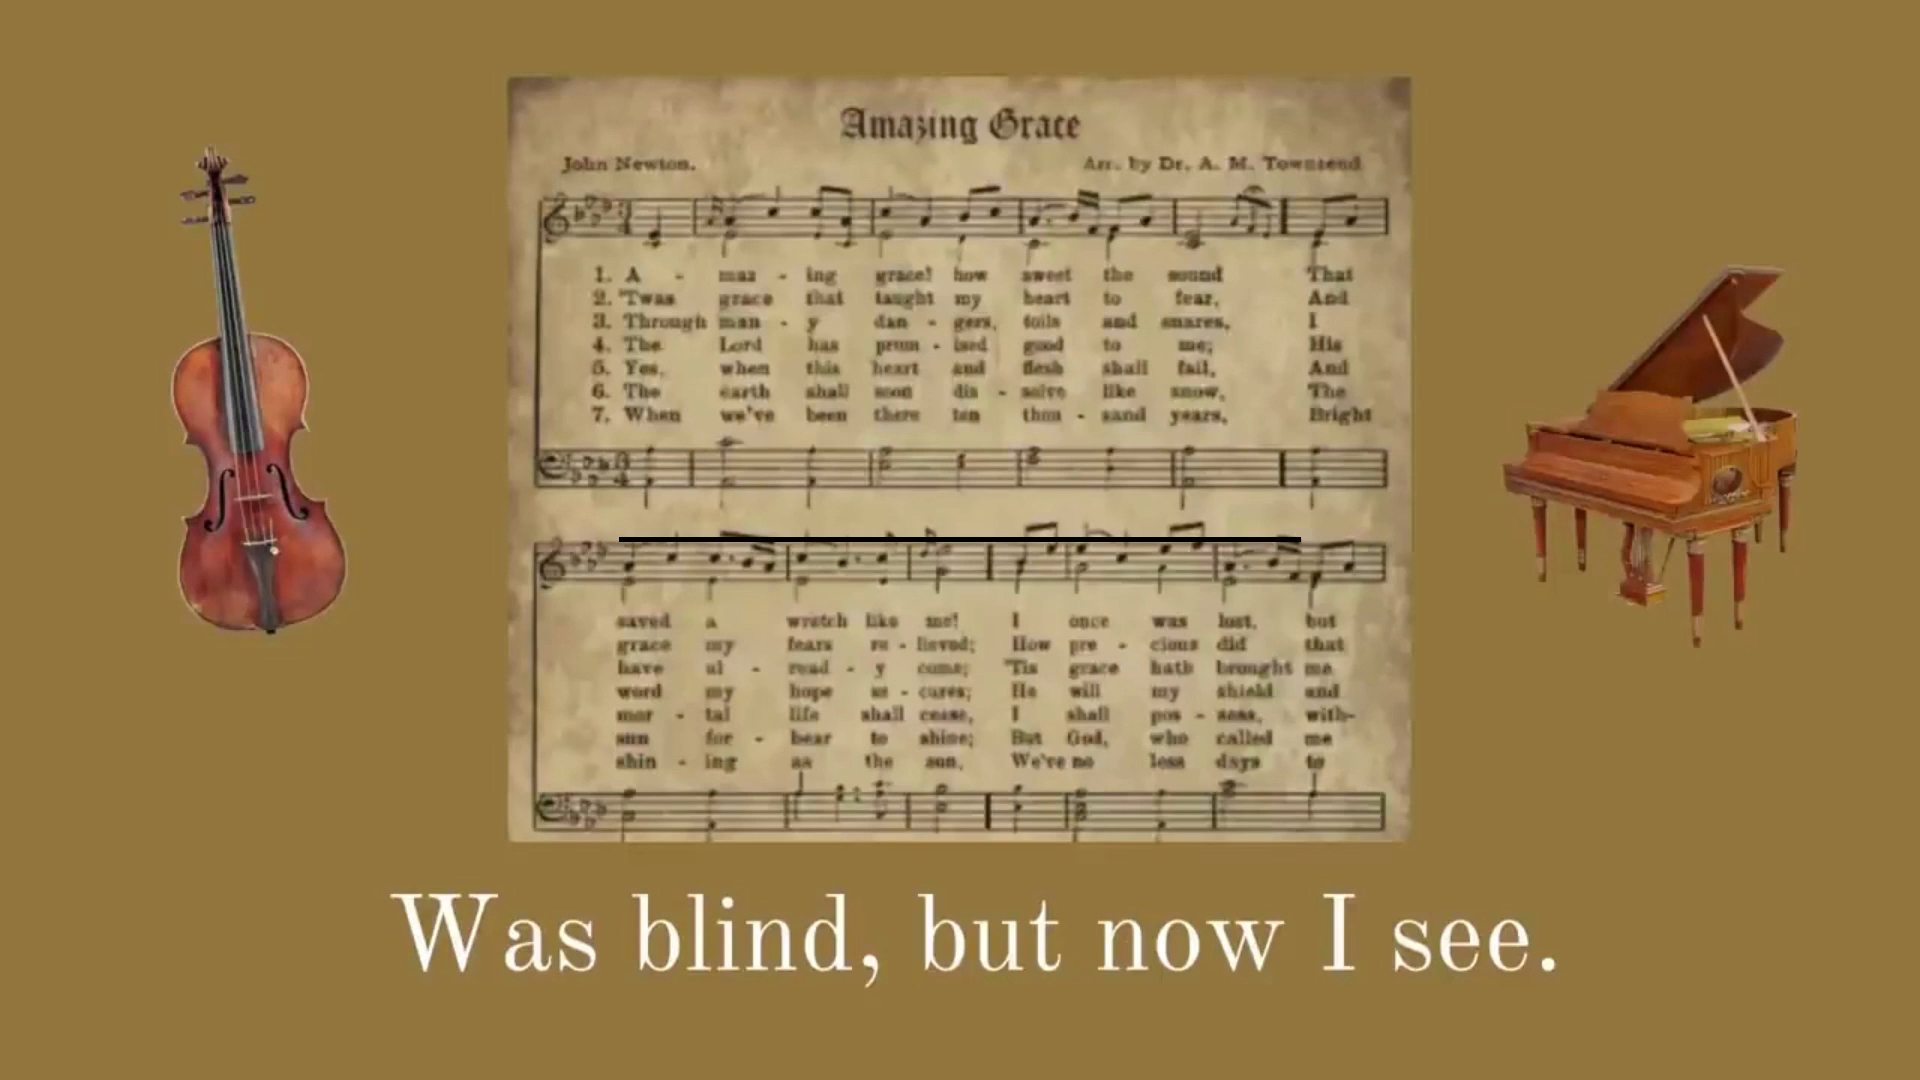 Amazing Grace
John Newton. Arr. by Dr. A. M. Townsend
1. A - maz - ing grace! how sweet the sound That
2. 'Twas grace that taught my heart to fear, And
3. Through man - y dan - gers, toils and snares, I
4. The Lord has prom - ised good to me; His
5. Yes, when this heart and flesh shall fail, And
6. The earth shall soon dis - solve like snow, The
7. When we've been there ten thou - sand years, Bright
saved a wretch like me! I once was lost, but
grace my fears re - lieved; How pre - cious did that
have al - read - y come; 'Tis grace hath brought me
word my hope se - cures; He will my shield and
mor - tal life shall cease, I shall pos - sess, with-
sun for - bear to shine; But God, who called me
shin - ing as the sun, We've no less days to
Was blind, but now I see.